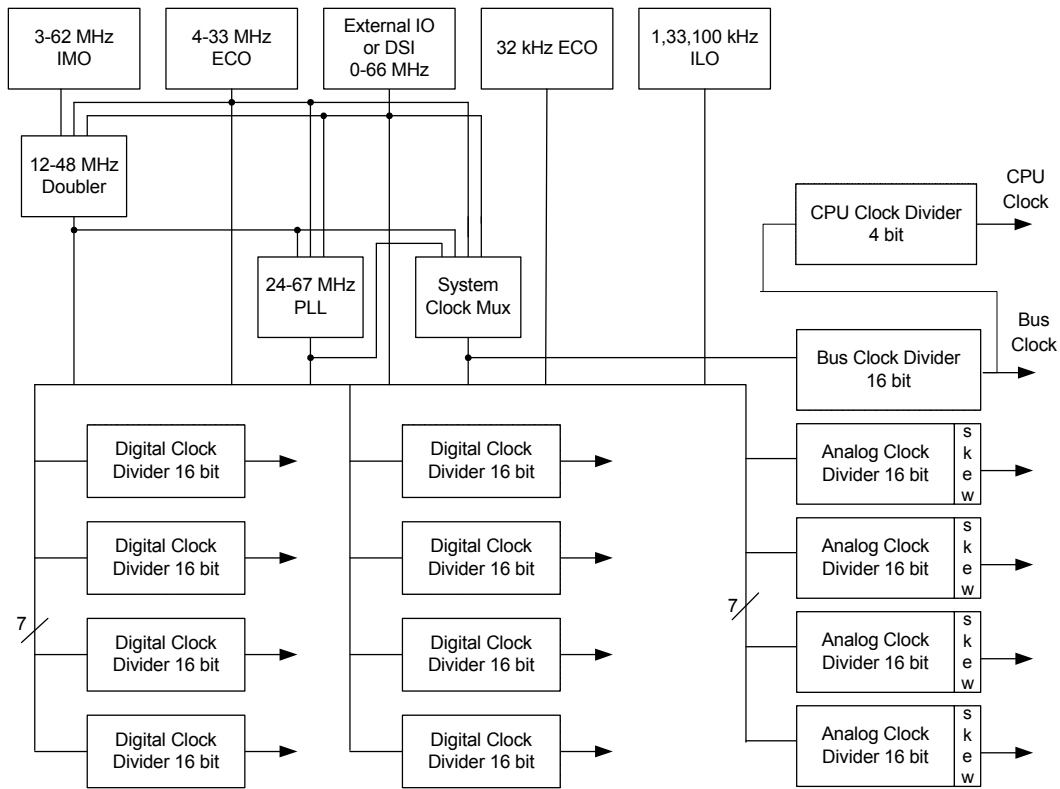 3-62 MHz
IMO
4-33 MHz
ECO
External IO
or DSI
0-66 MHz
32 kHz ECO
1,33,100 kHz
ILO
12-48 MHz
Doubler
24-67 MHz
PLL
System
Clock Mux
CPU Clock Divider
4 bit
CPU
Clock
Bus Clock Divider
16 bit
Bus
Clock
Digital Clock
Divider 16 bit
Digital Clock
Divider 16 bit
Analog Clock
Divider 16 bit
s
k
e
w
Digital Clock
Divider 16 bit
Digital Clock
Divider 16 bit
Analog Clock
Divider 16 bit
s
k
e
w
7
7
Digital Clock
Divider 16 bit
Digital Clock
Divider 16 bit
Analog Clock
Divider 16 bit
s
k
e
w
Digital Clock
Divider 16 bit
Digital Clock
Divider 16 bit
Analog Clock
Divider 16 bit
s
k
e
w